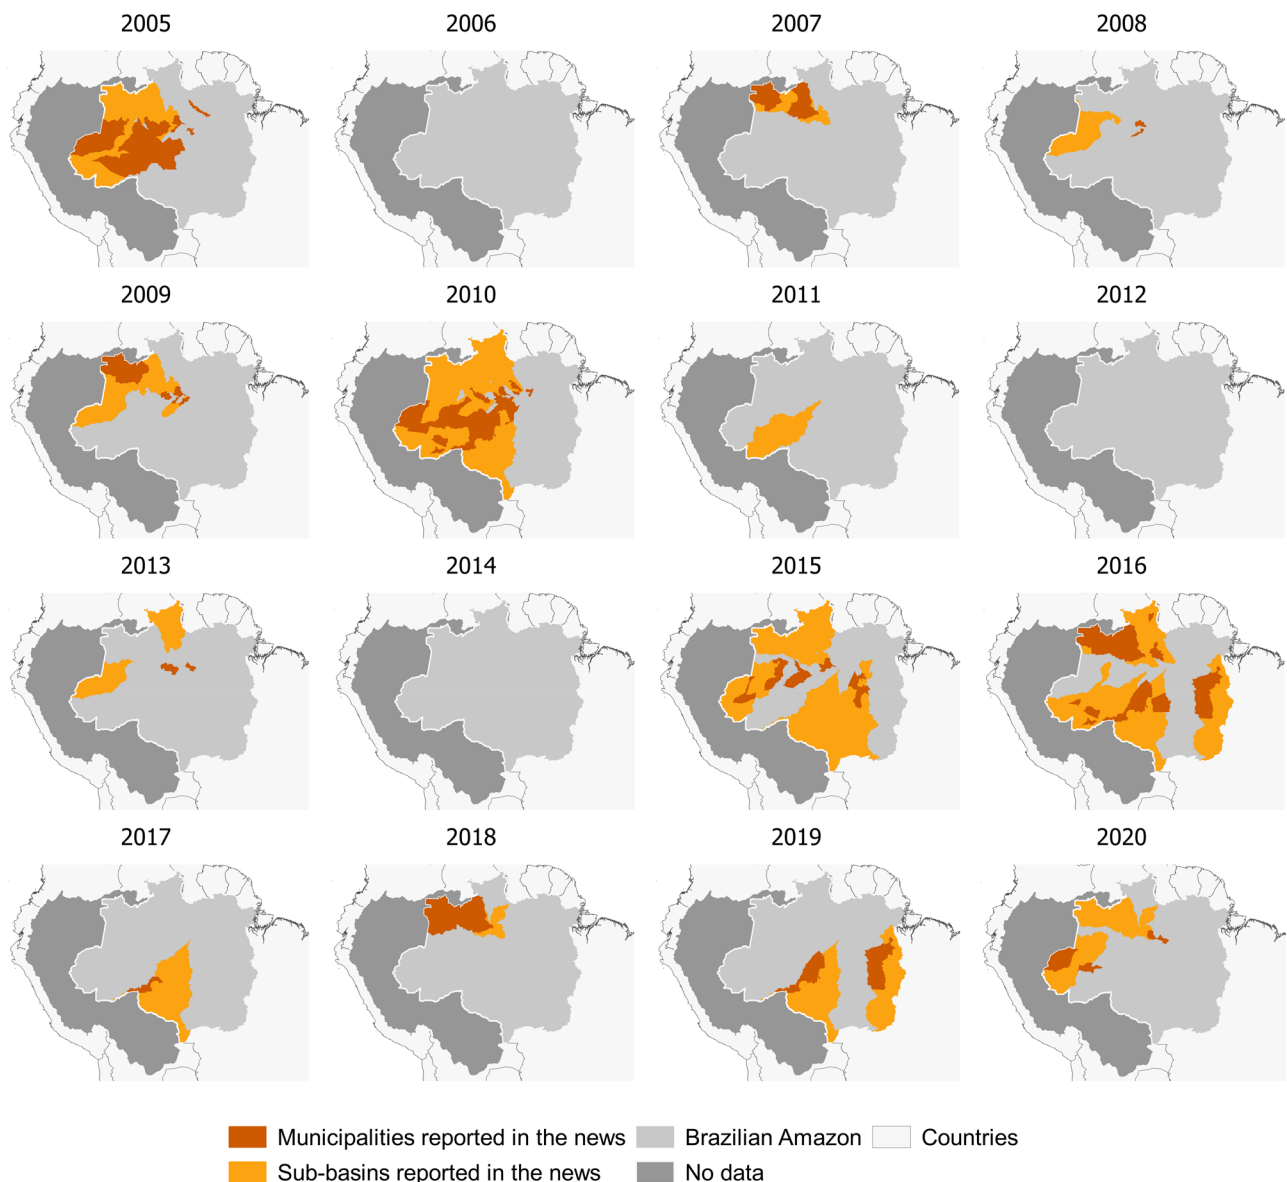 2005 2006 2007 2008
2009 2010 2011 2012
2013 2014 2015 2016
2017 2018 2019 2020
Municipalities reported in the news Brazilian Amazon Countries
Sub-basins reported in the news No data